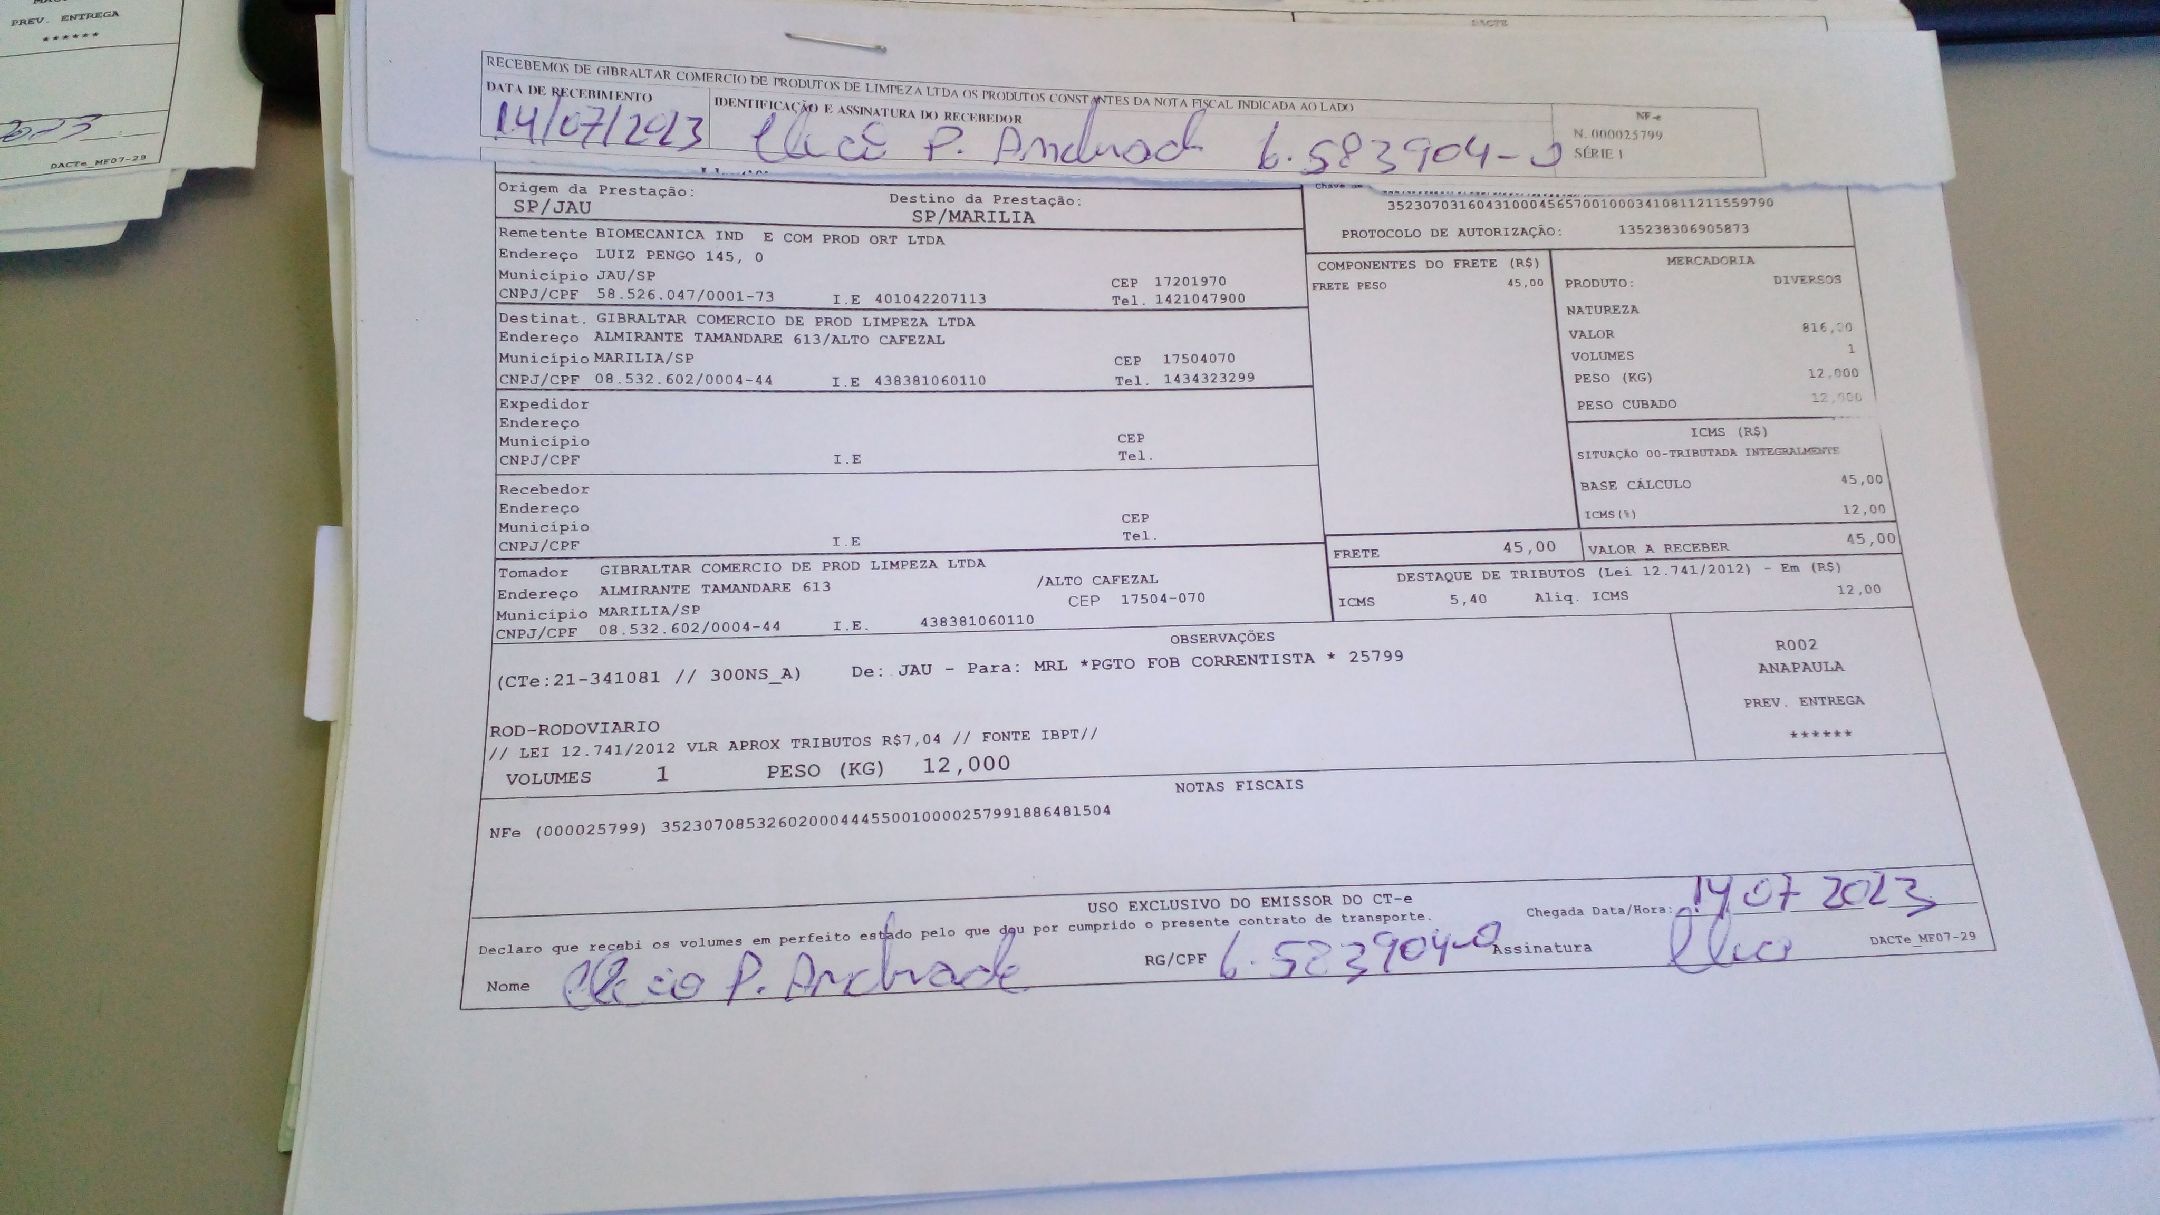 PREV. ENTREGA
******
DACTe_MF07-29
DACTE
RECEBEMOS DE GIBRALTAR COMERCIO DE PRODUTOS DE LIMPEZA LTDA OS PRODUTOS CONSTANTES DA NOTA FISCAL INDICADA AO LADO
DATA DE RECEBIMENTO
IDENTIFICAÇÃO E ASSINATURA DO RECEBEDOR
NF-e
14/07/2023
P. Andrade 6.583904-0
N. 000025799
SÉRIE 1
Origem da Prestação:
SP/JAU
Destino da Prestação:
SP/MARILIA
35230703160431000456570010003410811211559790
PROTOCOLO DE AUTORIZAÇÃO: 135238306905873
Remetente BIOMECANICA IND E COM PROD ORT LTDA
Endereço LUIZ PENGO 145, 0
Município JAU/SP CEP 17201970
CNPJ/CPF 58.526.047/0001-73 I.E 401042207113 Tel. 1421047900
Destinat. GIBRALTAR COMERCIO DE PROD LIMPEZA LTDA
Endereço ALMIRANTE TAMANDARE 613/ALTO CAFEZAL
Município MARILIA/SP CEP 17504070
CNPJ/CPF 08.532.602/0004-44 I.E 438381060110 Tel. 1434323299
Expedidor
Endereço
Município CEP
CNPJ/CPF I.E Tel.
Recebedor
Endereço
Município CEP
CNPJ/CPF I.E Tel.
Tomador GIBRALTAR COMERCIO DE PROD LIMPEZA LTDA
Endereço ALMIRANTE TAMANDARE 613 /ALTO CAFEZAL
Município MARILIA/SP CEP 17504-070
CNPJ/CPF 08.532.602/0004-44 I.E. 438381060110
COMPONENTES DO FRETE (R$)
FRETE PESO 45,00
MERCADORIA
PRODUTO: DIVERSOS
NATUREZA
VALOR 816,00
VOLUMES 1
PESO (KG) 12,000
PESO CUBADO 12,000
ICMS (R$)
SITUAÇÃO 00-TRIBUTADA INTEGRALMENTE
BASE CÁLCULO 45,00
ICMS(%) 12,00
FRETE 45,00 VALOR A RECEBER 45,00
DESTAQUE DE TRIBUTOS (Lei 12.741/2012) - Em (R$)
ICMS 5,40 Aliq. ICMS 12,00
OBSERVAÇÕES
(CTe:21-341081 // 300NS_A) De: JAU - Para: MRL *PGTO FOB CORRENTISTA * 25799
ROD-RODOVIARIO
// LEI 12.741/2012 VLR APROX TRIBUTOS R$7,04 // FONTE IBPT//
VOLUMES 1 PESO (KG) 12,000
R002
ANAPAULA
PREV. ENTREGA
******
NOTAS FISCAIS
NFe (000025799) 35230708532602000444550010000257991886481504
USO EXCLUSIVO DO EMISSOR DO CT-e
Declaro que recebi os volumes em perfeito estado pelo que dou por cumprido o presente contrato de transporte.
Chegada Data/Hora: 14 07 2023
Nome P. Andrade RG/CPF 6.583904-0 Assinatura
DACTe_MF07-29